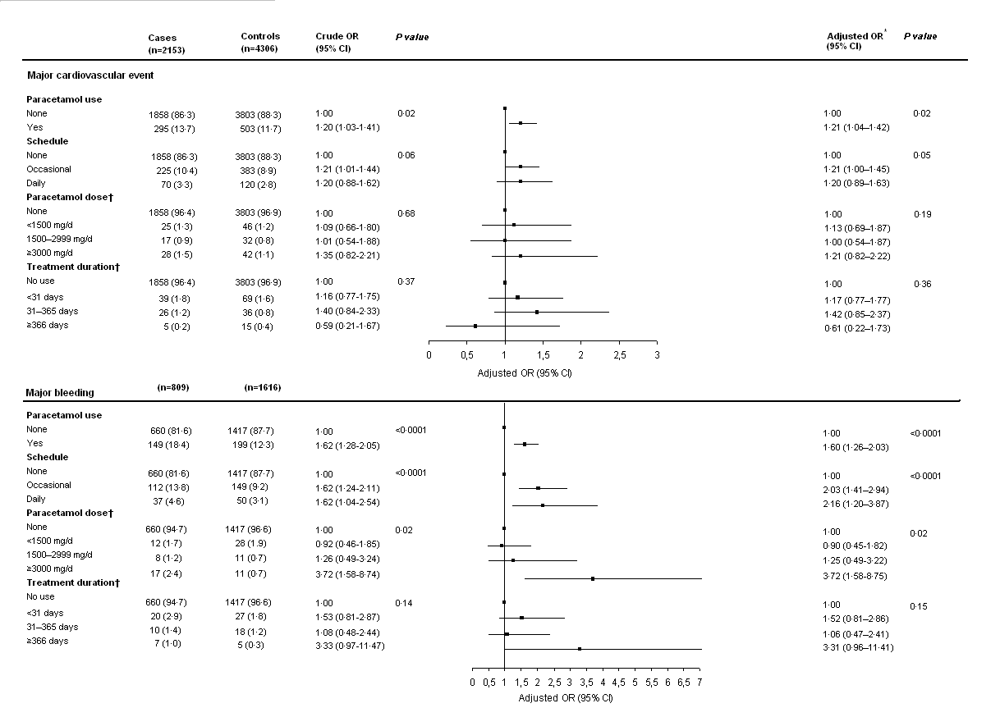 Cases Controls Crude OR P value Adjusted OR* P value
(n=2153) (n=4306) (95% CI) (95% CI)
Major cardiovascular event
Paracetamol use
None 1858 (86·3) 3803 (88·3) 1·00 0·02 1·00 0·02
Yes 295 (13·7) 503 (11·7) 1·20 (1·03-1·41) 1·21 (1·04–1·42)
Schedule
None 1858 (86·3) 3803 (88·3) 1·00 0·06 1·00 0·05
Occasional 225 (10·4) 383 (8·9) 1·21 (1·01-1·44) 1·21 (1·00–1·45)
Daily 70 (3·3) 120 (2·8) 1·20 (0·88-1·62) 1·20 (0·89–1·63)
Paracetamol dose†
None 1858 (96·4) 3803 (96·9) 1·00 0·68 1·00 0·19
<1500 mg/d 25 (1·3) 46 (1·2) 1·09 (0·66-1·80) 1·13 (0·69–1·87)
1500–2999 mg/d 17 (0·9) 32 (0·8) 1·01 (0·54-1·88) 1·00 (0·54–1·87)
≥3000 mg/d 28 (1·5) 42 (1·1) 1·35 (0·82-2·21) 1·21 (0·82–2·22)
Treatment duration†
No use 1858 (96·4) 3803 (96·9) 1·00 0·37 1·00 0·36
<31 days 39 (1·8) 69 (1·6) 1·16 (0·77-1·75) 1·17 (0·77–1·77)
31–365 days 26 (1·2) 36 (0·8) 1·40 (0·84-2·33) 1·42 (0·85–2·37)
≥366 days 5 (0·2) 15 (0·4) 0·59 (0·21-1·67) 0·61 (0·22–1·73)
0 0,5 1 1,5 2 2,5 3
Adjusted OR (95% CI)
Major bleeding (n=809) (n=1616)
Paracetamol use
None 660 (81·6) 1417 (87·7) 1·00 <0·0001 1·00 <0·0001
Yes 149 (18·4) 199 (12·3) 1·62 (1·28-2·05) 1·60 (1·26–2·03)
Schedule
None 660 (81·6) 1417 (87·7) 1·00 <0·0001 1·00 <0·0001
Occasional 112 (13·8) 149 (9·2) 1·62 (1·24-2·11) 2·03 (1·41–2·94)
Daily 37 (4·6) 50 (3·1) 1·62 (1·04-2·54) 2·16 (1·20–3·87)
Paracetamol dose†
None 660 (94·7) 1417 (96·6) 1·00 0·02 1·00 0·02
<1500 mg/d 12 (1·7) 28 (1·9) 0·92 (0·46-1·85) 0·90 (0·45-1·82)
1500–2999 mg/d 8 (1·2) 11 (0·7) 1·26 (0·49-3·24) 1·25 (0·49-3·22)
≥3000 mg/d 17 (2·4) 11 (0·7) 3·72 (1·58-8·74) 3·72 (1·58-8·75)
Treatment duration†
No use 660 (94·7) 1417 (96·6) 1·00 0·14 1·00 0·15
<31 days 20 (2·9) 27 (1·8) 1·53 (0·81-2·87) 1·52 (0·81–2·86)
31–365 days 10 (1·4) 18 (1·2) 1·08 (0·48-2·44) 1·06 (0·47–2·41)
≥366 days 7 (1·0) 5 (0·3) 3·33 (0·97-11·47) 3·31 (0·96–11·41)
0 0,5 1 1,5 2 2,5 3 3,5 4 4,5 5 5,5 6 6,5 7
Adjusted OR (95% CI)